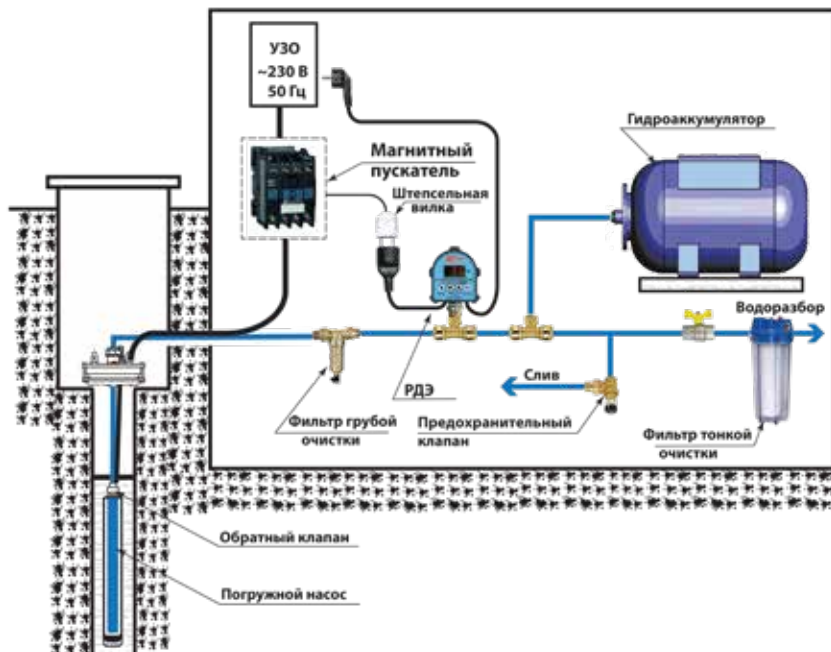 УЗО
~230 В
50 Гц
Гидроаккумулятор
Магнитный
пускатель
Штепсельная
вилка
Водоразбор
Слив
РДЭ
Фильтр грубой
очистки
Предохранительный
клапан
Фильтр тонкой
очистки
Обратный клапан
Погружной насос